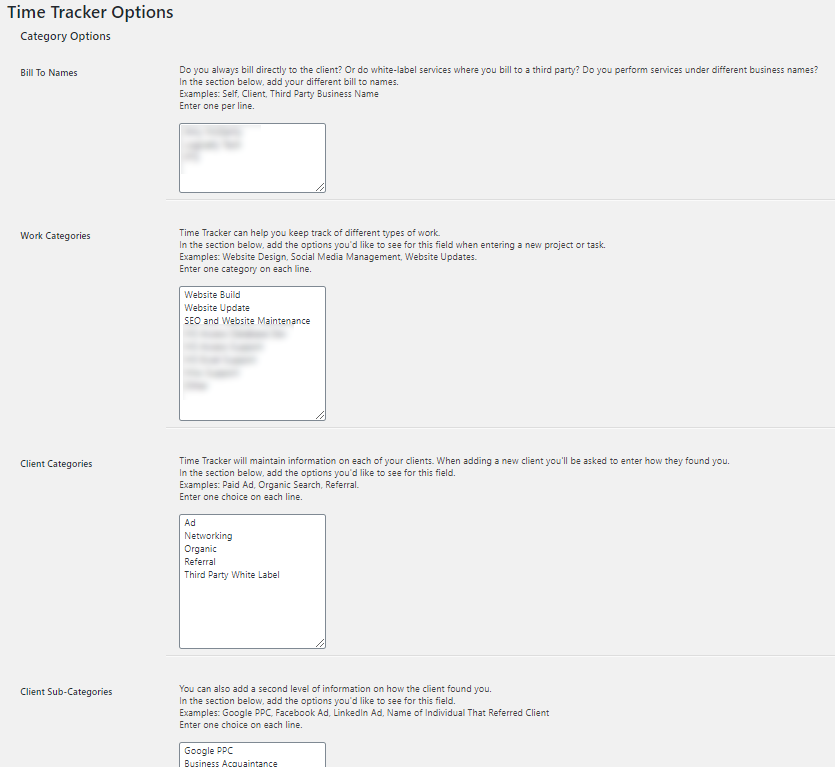 Time Tracker Options
Category Options
Bill To Names
Do you always bill directly to the client? Or do white-label services where you bill to a third party? Do you perform services under different business names?
In the section below, add your different bill to names.
Examples: Self, Client, Third Party Business Name
Enter one per line.
Work Categories
Time Tracker can help you keep track of different types of work.
In the section below, add the options you'd like to see for this field when entering a new project or task.
Examples: Website Design, Social Media Management, Website Updates.
Enter one category on each line.
Website Build
Website Update
SEO and Website Maintenance
Client Categories
Time Tracker will maintain information on each of your clients. When adding a new client you'll be asked to enter how they found you.
In the section below, add the options you'd like to see for this field.
Examples: Paid Ad, Organic Search, Referral.
Enter one choice on each line.
Ad
Networking
Organic
Referral
Third Party White Label
Client Sub-Categories
You can also add a second level of information on how the client found you.
In the section below, add the options you'd like to see for this field.
Examples: Google PPC, Facebook Ad, LinkedIn Ad, Name of Individual That Referred Client
Enter one choice on each line.
Google PPC
Business Acquaintance